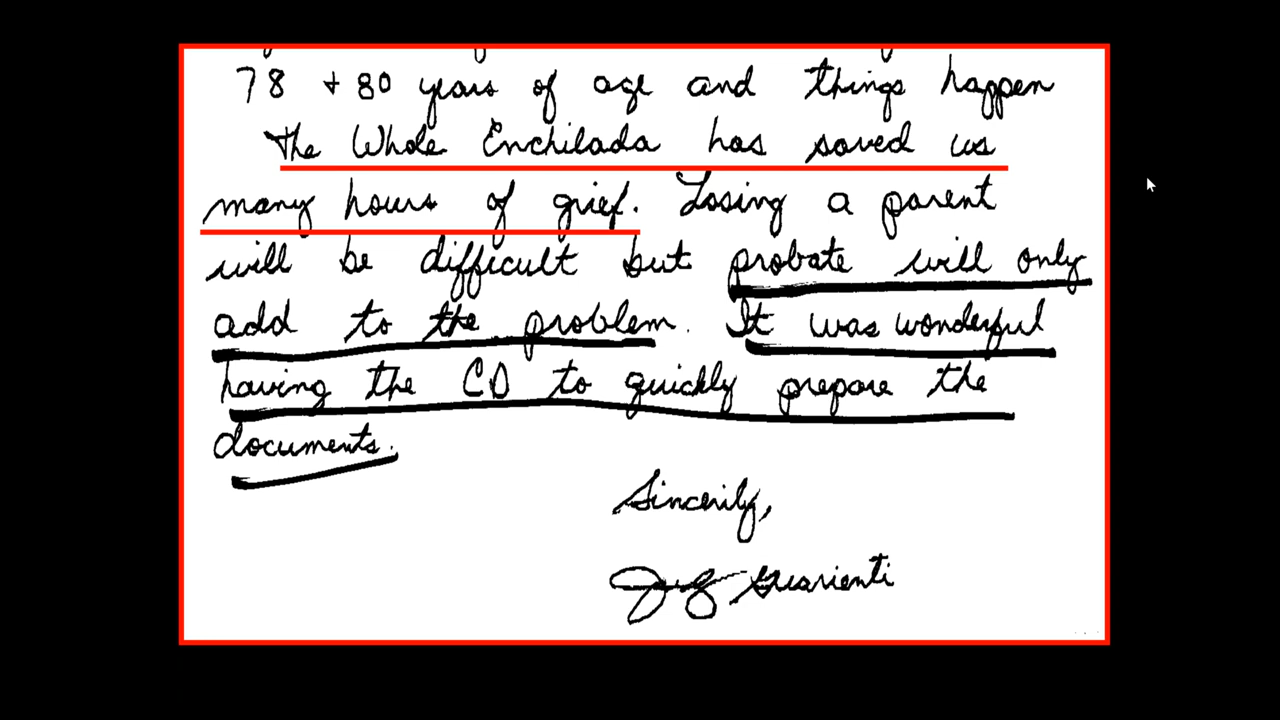 78 + 80 years of age and things happen
The Whole Enchilada has saved us
many hours of grief. Losing a parent
will be difficult but probate will only
add to the problem. It was wonderful
having the CD to quickly prepare the
documents.
Sincerily,
Guarienti